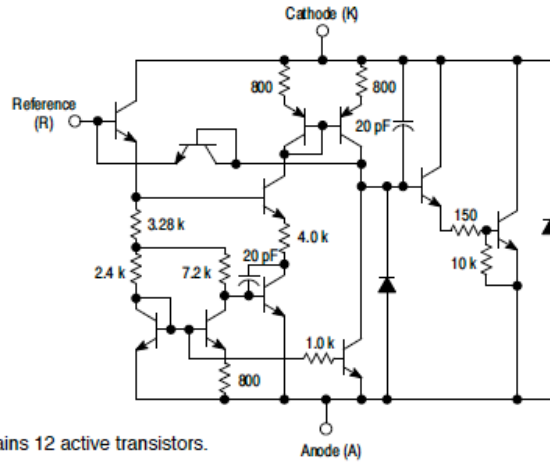 Cathode (K)
800
800
Reference
(R)
20 pF
3.28 k
150
4.0 k
2.4 k
7.2 k
20 pF
10 k
1.0 k
800
ains 12 active transistors.
Anode (A)